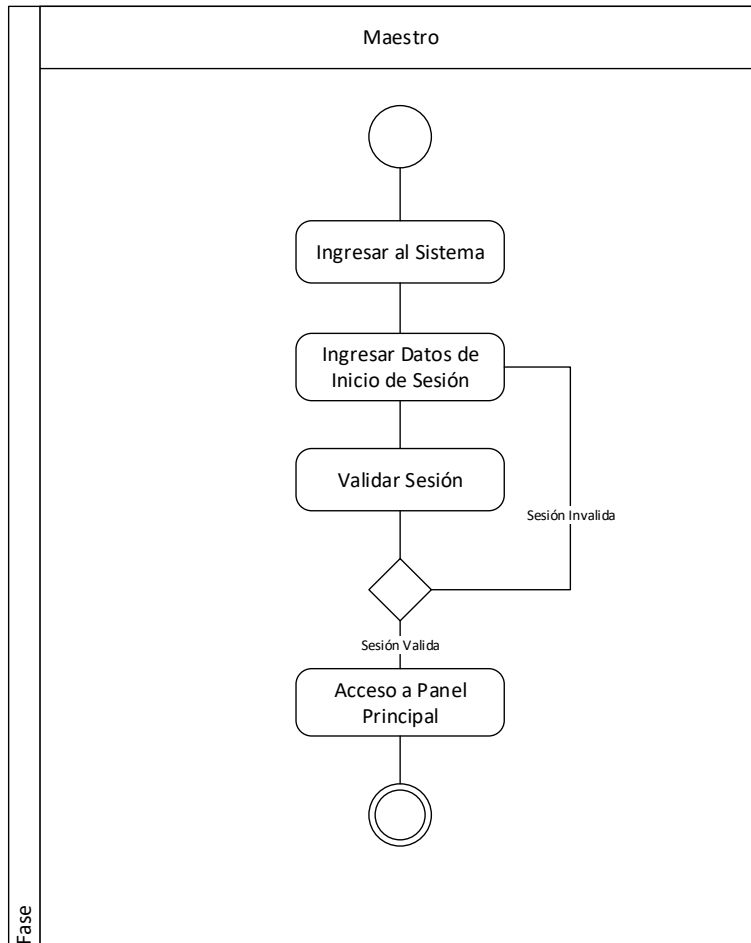 Maestro
Ingresar al Sistema
Ingresar Datos de
Inicio de Sesión
Validar Sesión
Sesión Invalida
Sesión Valida
Acceso a Panel
Principal
Fase